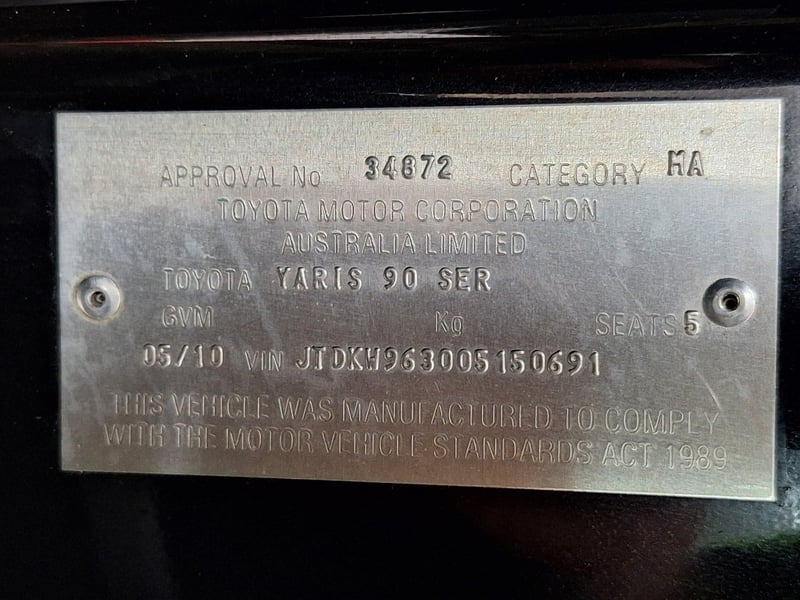 APPROVAL No 34872 CATEGORY MA
TOYOTA MOTOR CORPORATION
AUSTRALIA LIMITED
TOYOTA YARIS 90 SER
GVM Kg SEATS 5
05/10 VIN JTDKW963005150691
THIS VEHICLE WAS MANUFACTURED TO COMPLY
WITH THE MOTOR VEHICLE STANDARDS ACT 1989